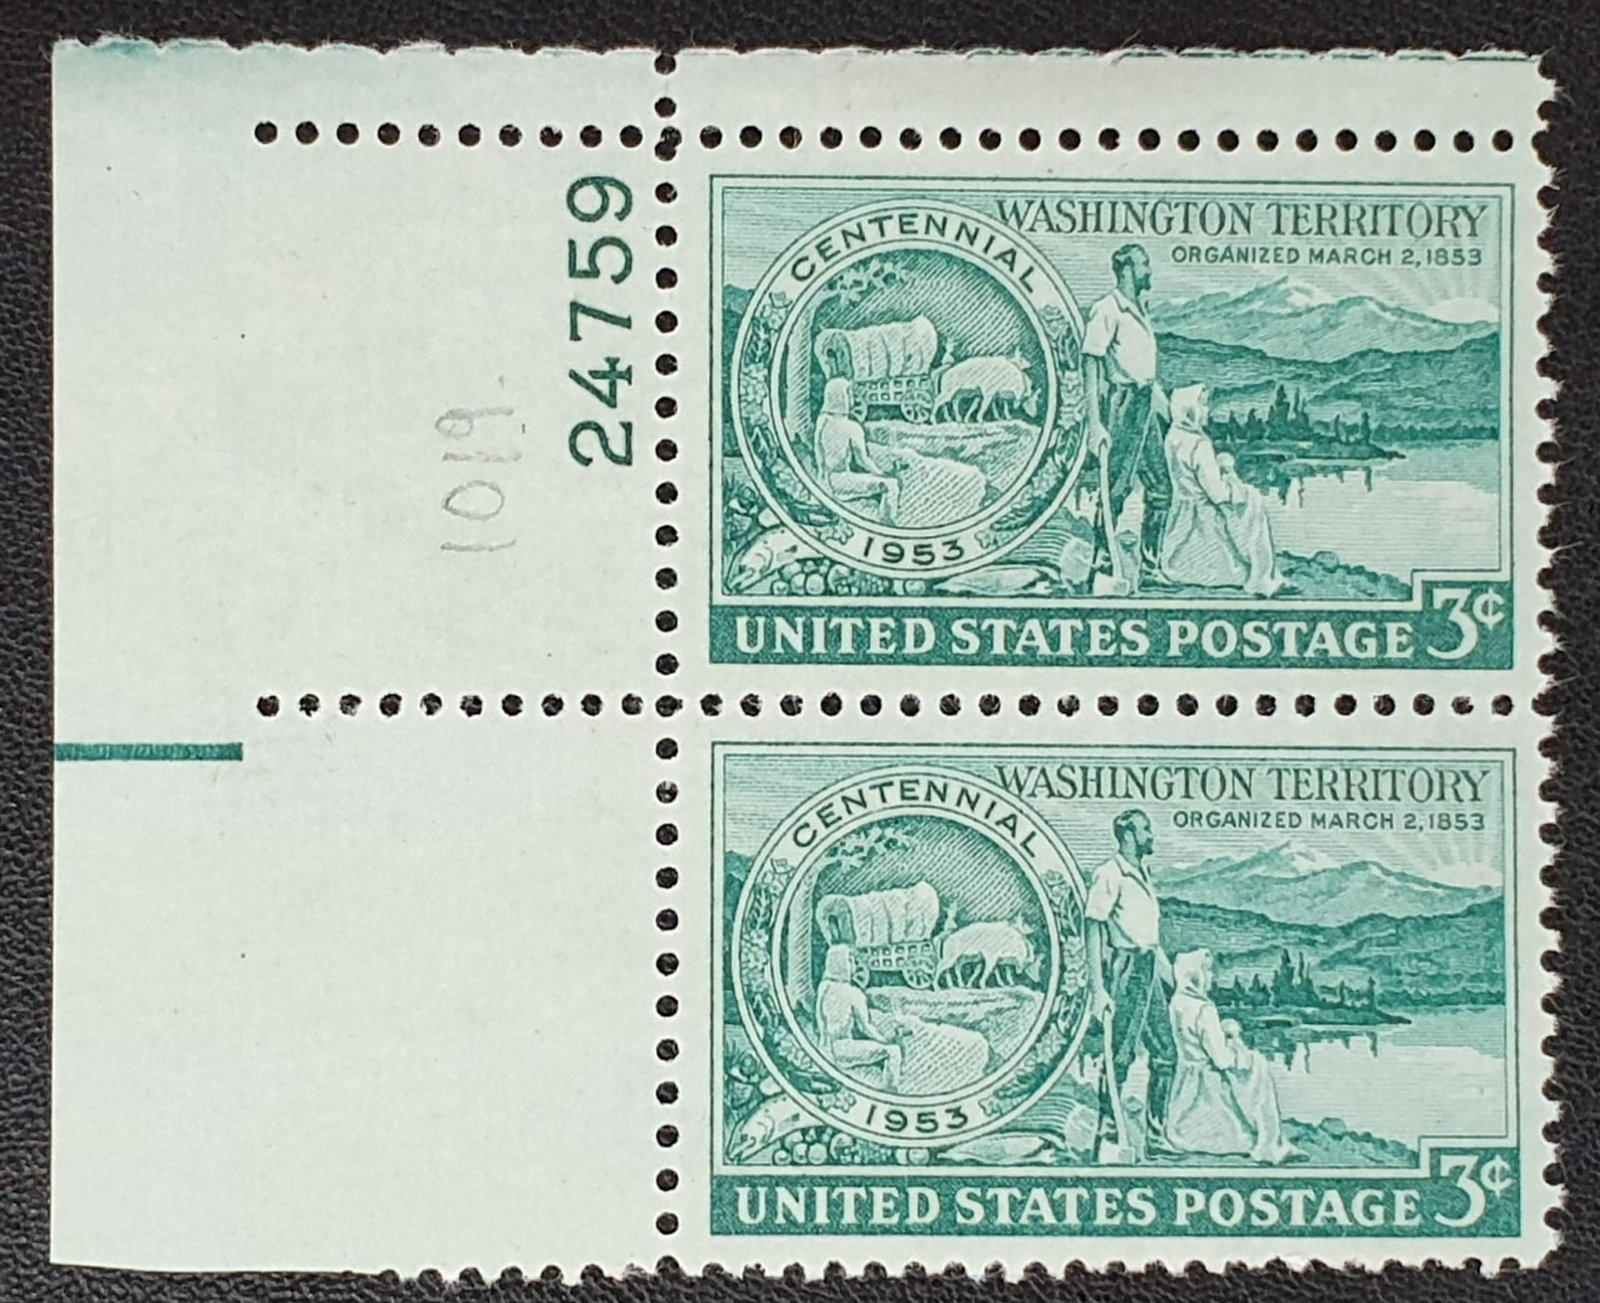 24759
1019
CENTENNIAL
1953
WASHINGTON TERRITORY
ORGANIZED MARCH 2, 1853
UNITED STATES POSTAGE 3¢
CENTENNIAL
1953
WASHINGTON TERRITORY
ORGANIZED MARCH 2, 1853
UNITED STATES POSTAGE 3¢